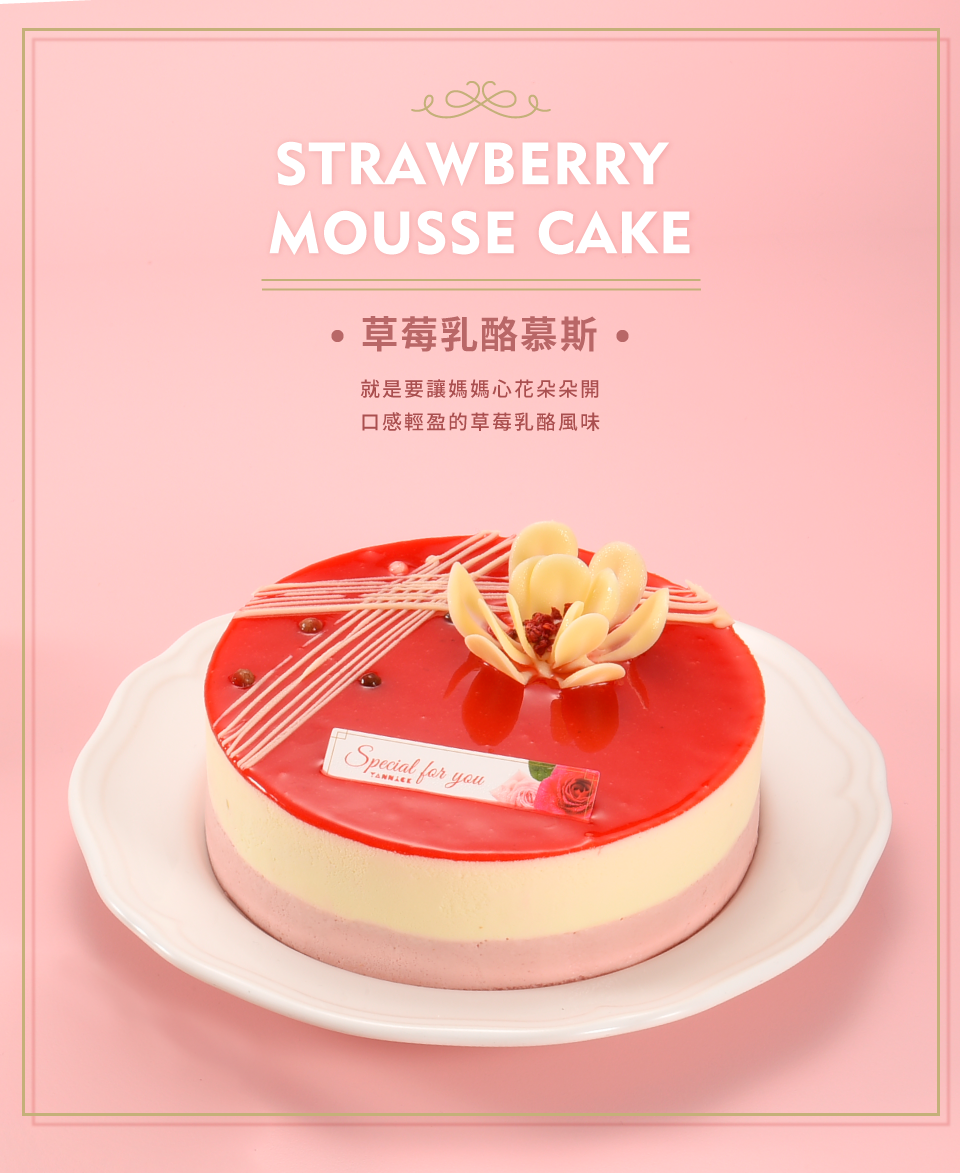 STRAWBERRY
MOUSSE CAKE
• 草莓乳酪慕斯 •
就是要讓媽媽心花朵朵開
口感輕盈的草莓乳酪風味
Special for you
TANNACE